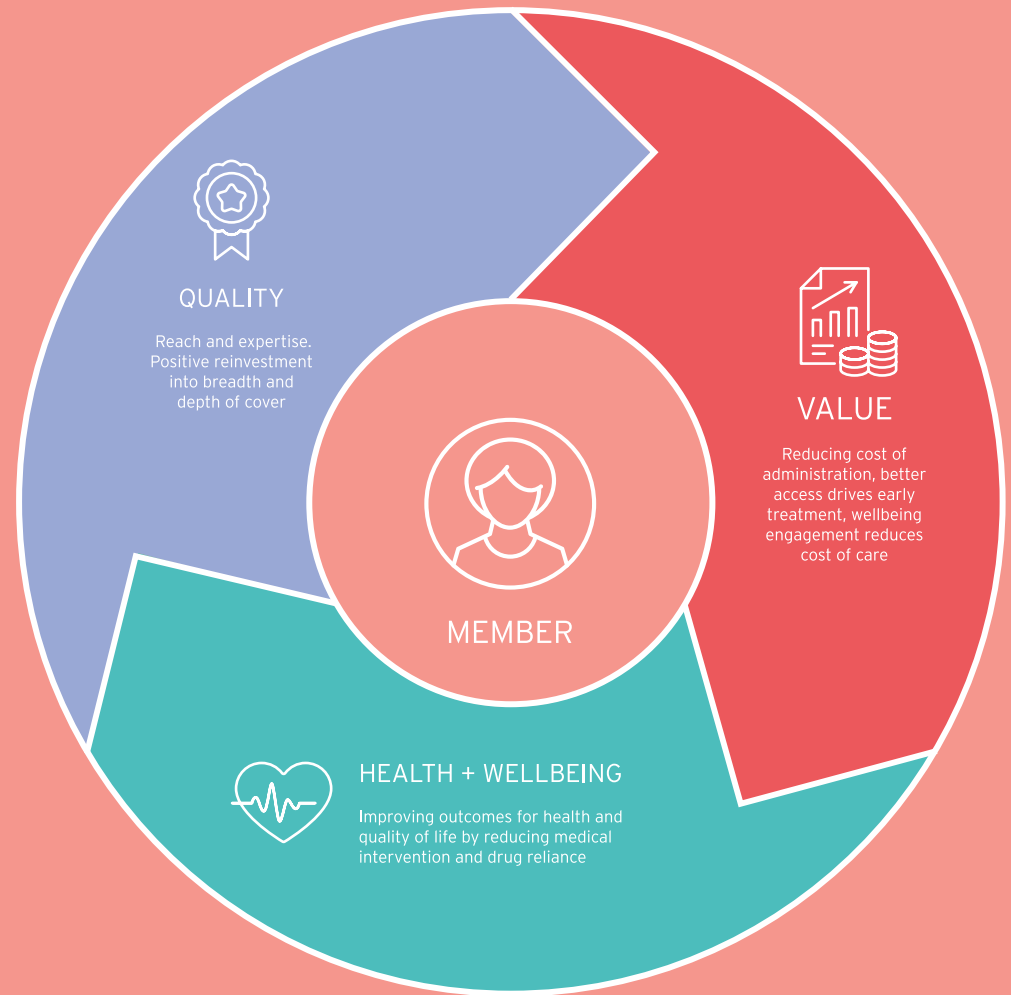 QUALITY
Reach and expertise.
Positive reinvestment
into breadth and
depth of cover
VALUE
Reducing cost of
administration, better
access drives early
treatment, wellbeing
engagement reduces
cost of care
MEMBER
HEALTH + WELLBEING
Improving outcomes for health and
quality of life by reducing medical
intervention and drug reliance